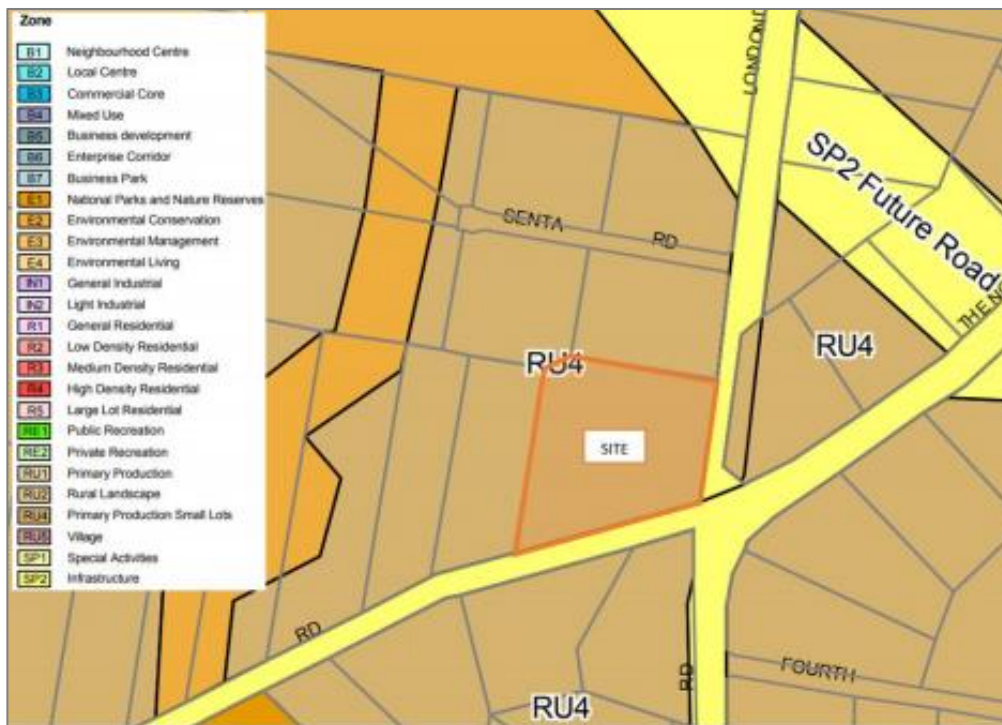 Zone
B1 Neighbourhood Centre
B2 Local Centre
B3 Commercial Core
B4 Mixed Use
B5 Business development
B6 Enterprise Corridor
B7 Business Park
E1 National Parks and Nature Reserves
E2 Environmental Conservation
E3 Environmental Management
E4 Environmental Living
IN1 General Industrial
IN2 Light Industrial
R1 General Residential
R2 Low Density Residential
R3 Medium Density Residential
R4 High Density Residential
R5 Large Lot Residential
RE1 Public Recreation
RE2 Private Recreation
RU1 Primary Production
RU2 Rural Landscape
RU4 Primary Production Small Lots
RU5 Village
SP1 Special Activities
SP2 Infrastructure
SP2 Future Road
SENTA RD
RU4
RU4
SITE
RD
RD
FOURTH
RU4